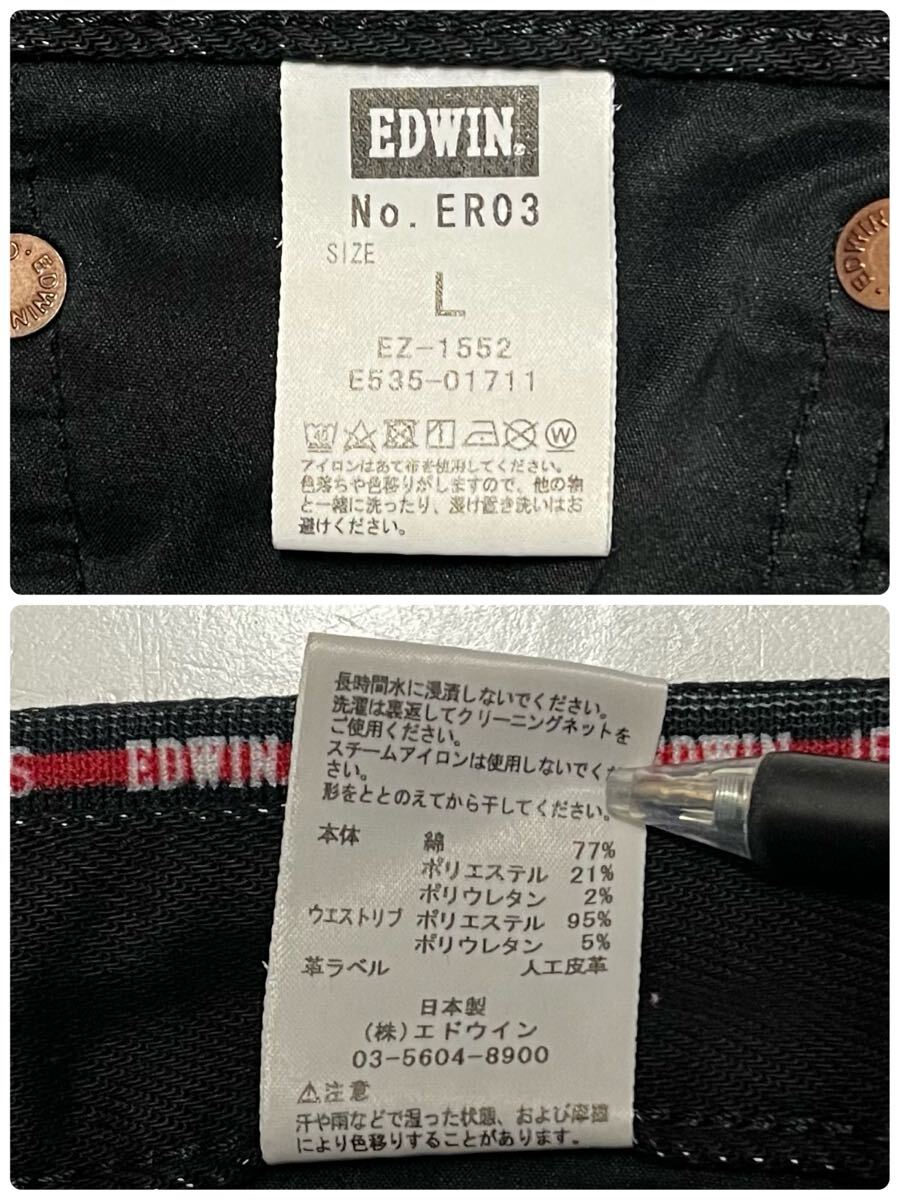 EDWIN
No. ER03
SIZE
L
EZ-1552
E535-01711
40
W
アイロンはあて布を使用してください。
色落ちや色移りがしますので、他の物
と一緒に洗ったり、浸け置き洗いはお
避けください。
EDWIN
EDWIN
長時間水に浸漬しないでください。
洗濯は裏返してクリーニングネットを
ご使用ください。
スチームアイロンは使用しないでくだ
さい。
形をととのえてから干してください。
S EDWIN EDWIN
本体 綿 77%
ポリエステル 21%
ポリウレタン 2%
ウエストリブ ポリエステル 95%
ポリウレタン 5%
革ラベル 人工皮革
日本製
(株)エドウイン
03-5604-8900
⚠注意
汗や雨などで湿った状態、および摩擦
により色移りすることがあります。